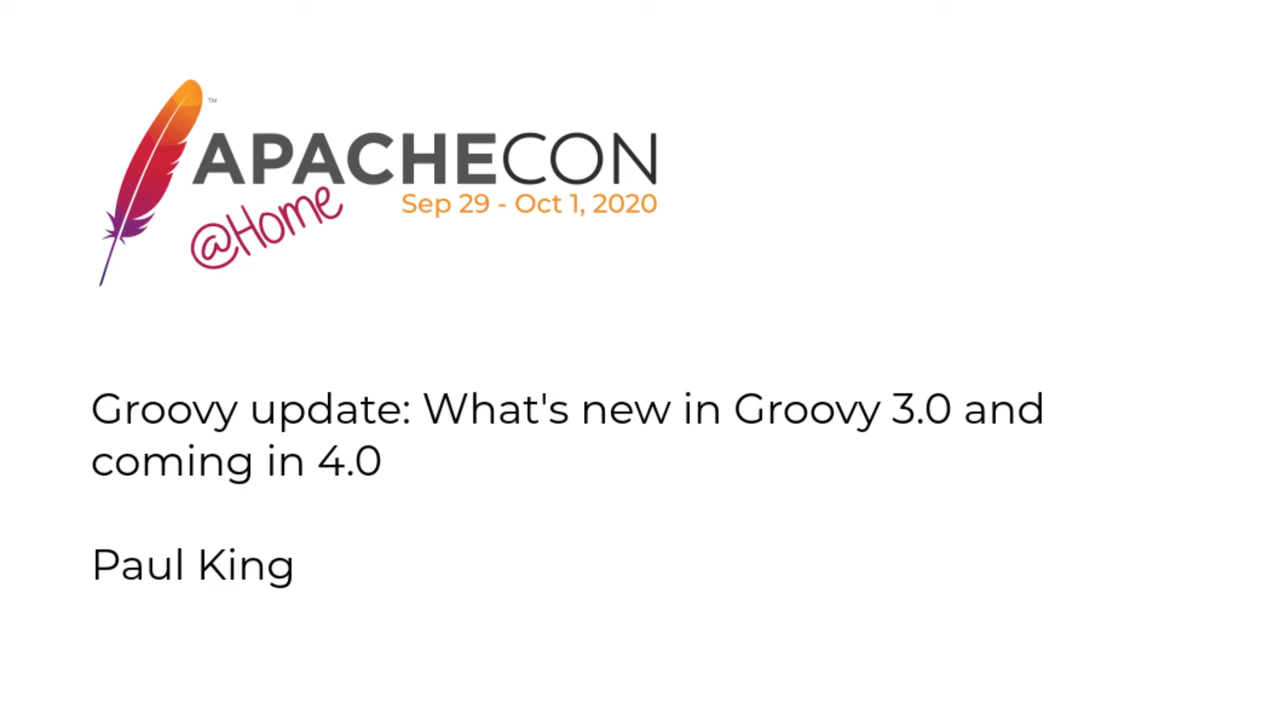 ™
APACHECON
@Home
Sep 29 - Oct 1, 2020
Groovy update: What's new in Groovy 3.0 and
coming in 4.0
Paul King